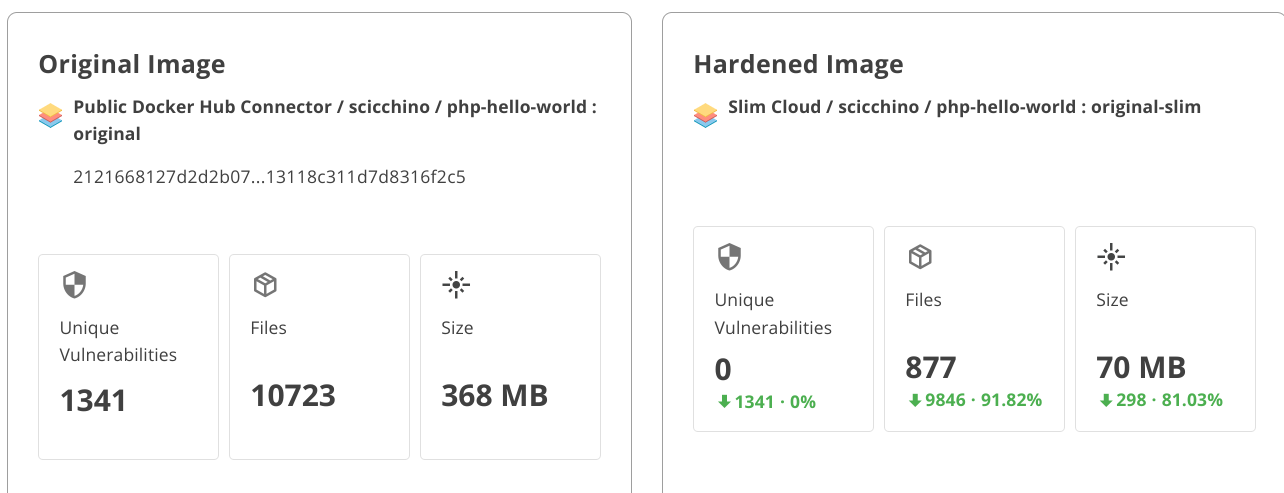 Original Image
Public Docker Hub Connector / scicchino / php-hello-world :
original
2121668127d2d2b07...13118c311d7d8316f2c5
Unique
Vulnerabilities
1341
Files
10723
Size
368 MB
Hardened Image
Slim Cloud / scicchino / php-hello-world : original-slim
Unique
Vulnerabilities
0
1341 · 0%
Files
877
9846 · 91.82%
Size
70 MB
298 · 81.03%